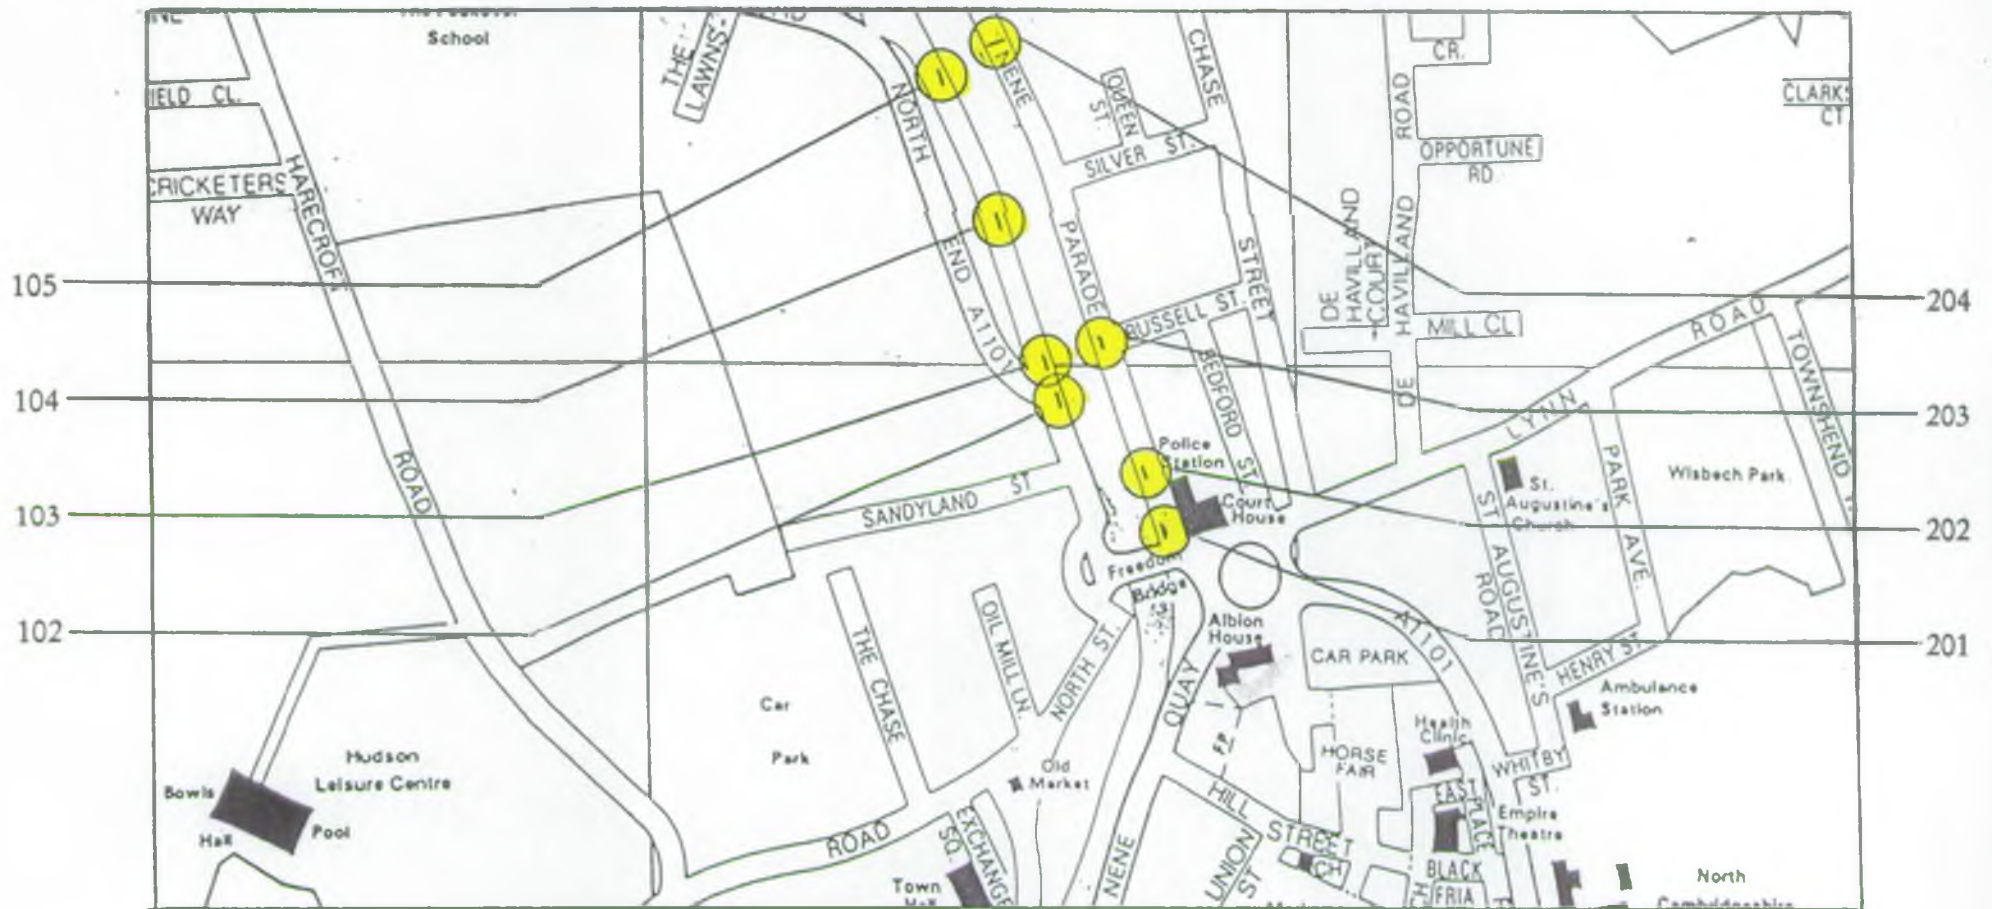 School
THE
LAWNS
NENE
CHASE
CR.
IELD CL.
NORTH
QUEEN
ST.
ROAD
CLARKS
CT
SILVER ST.
OPPORTUNE
RD
CRICKETERS
WAY
HARECROFT
DE
HAVILLAND
COURT
DE HAVILLAND
END A1101
PARADE
STREET
105
204
RUSSELL ST.
MILL CL
LYNN ROAD
TOWNSHEND
104
203
BEDFORD
ST.
Police
Station
Court
House
ROAD
St.
Augustine's
Church
PARK
AVE.
Wisbech Park
SANDYLAND ST
103
202
Freedom
Bridge
ST AUGUSTINE'S
ROAD
Albion
House
A1101
102
201
THE CHASE
OIL MILL LN.
NORTH ST.
CAR PARK
HENRY ST.
Ambulance
Station
Car
Park
QUAY
FP
Health
Clinic
HORSE
FAIR
WHITBY
ST.
Hudson
Leisure Centre
Bowls
Hall
Pool
Old
Market
HILL
STREET
EAST
PLACE
Empire
Theatre
ROAD
EXCHANGE
SQ.
NENE
UNION
ST
CH
BLACK
FRIA
Town
North
Cambridgeshire